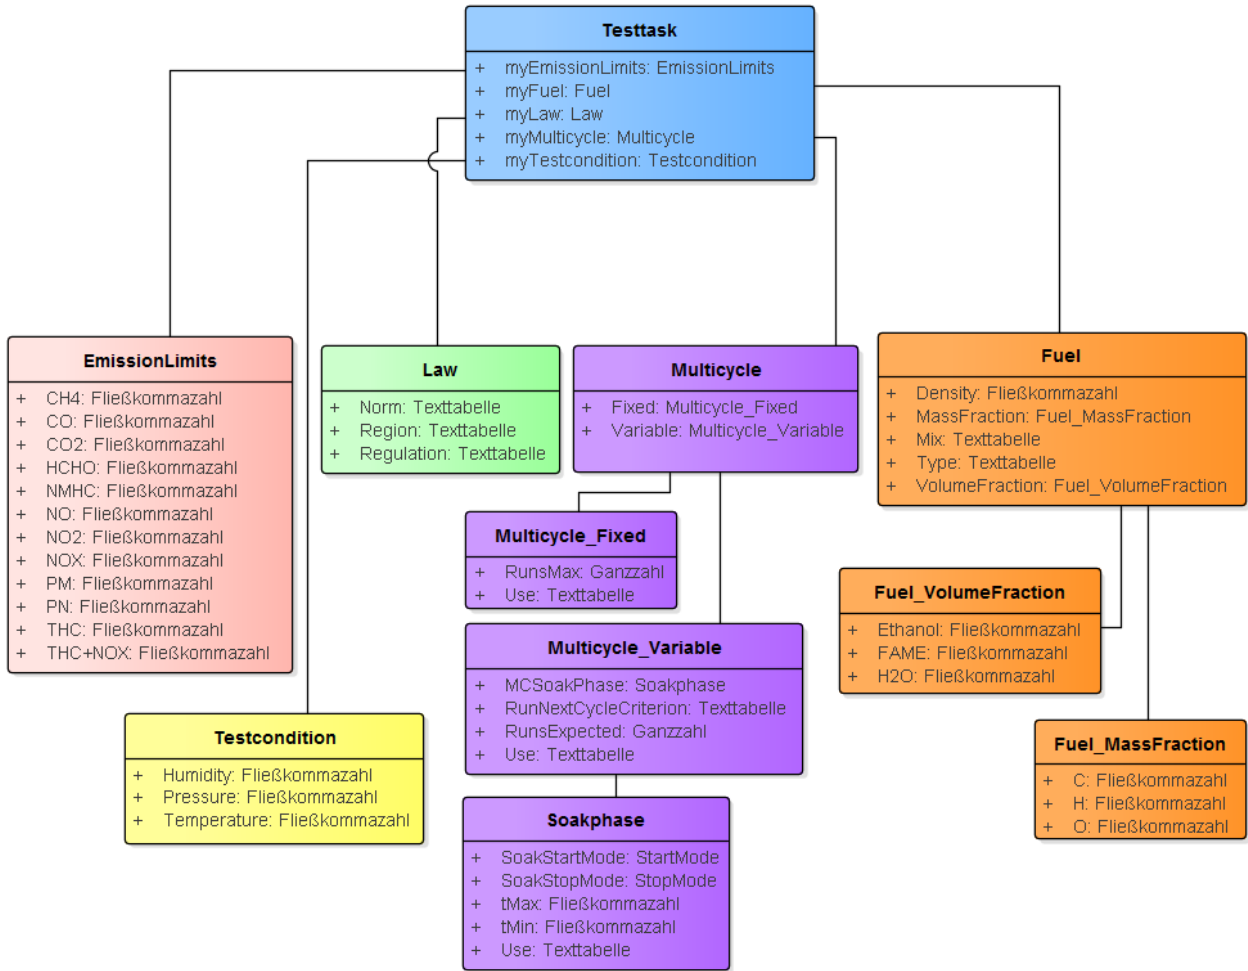 Testtask
+ myEmissionLimits: EmissionLimits
+ myFuel: Fuel
+ myLaw: Law
+ myMulticycle: Multicycle
+ myTestcondition: Testcondition
EmissionLimits
+ CH4: Fließkommazahl
+ CO: Fließkommazahl
+ CO2: Fließkommazahl
+ HCHO: Fließkommazahl
+ NMHC: Fließkommazahl
+ NO: Fließkommazahl
+ NO2: Fließkommazahl
+ NOX: Fließkommazahl
+ PM: Fließkommazahl
+ PN: Fließkommazahl
+ THC: Fließkommazahl
+ THC+NOX: Fließkommazahl
Law
+ Norm: Texttabelle
+ Region: Texttabelle
+ Regulation: Texttabelle
Multicycle
+ Fixed: Multicycle_Fixed
+ Variable: Multicycle_Variable
Fuel
+ Density: Fließkommazahl
+ MassFraction: Fuel_MassFraction
+ Mix: Texttabelle
+ Type: Texttabelle
+ VolumeFraction: Fuel_VolumeFraction
Multicycle_Fixed
+ RunsMax: Ganzzahl
+ Use: Texttabelle
Fuel_VolumeFraction
+ Ethanol: Fließkommazahl
+ FAME: Fließkommazahl
+ H2O: Fließkommazahl
Multicycle_Variable
+ MCSoakPhase: Soakphase
+ RunNextCycleCriterion: Texttabelle
+ RunsExpected: Ganzzahl
+ Use: Texttabelle
Testcondition
+ Humidity: Fließkommazahl
+ Pressure: Fließkommazahl
+ Temperature: Fließkommazahl
Fuel_MassFraction
+ C: Fließkommazahl
+ H: Fließkommazahl
+ O: Fließkommazahl
Soakphase
+ SoakStartMode: StartMode
+ SoakStopMode: StopMode
+ tMax: Fließkommazahl
+ tMin: Fließkommazahl
+ Use: Texttabelle